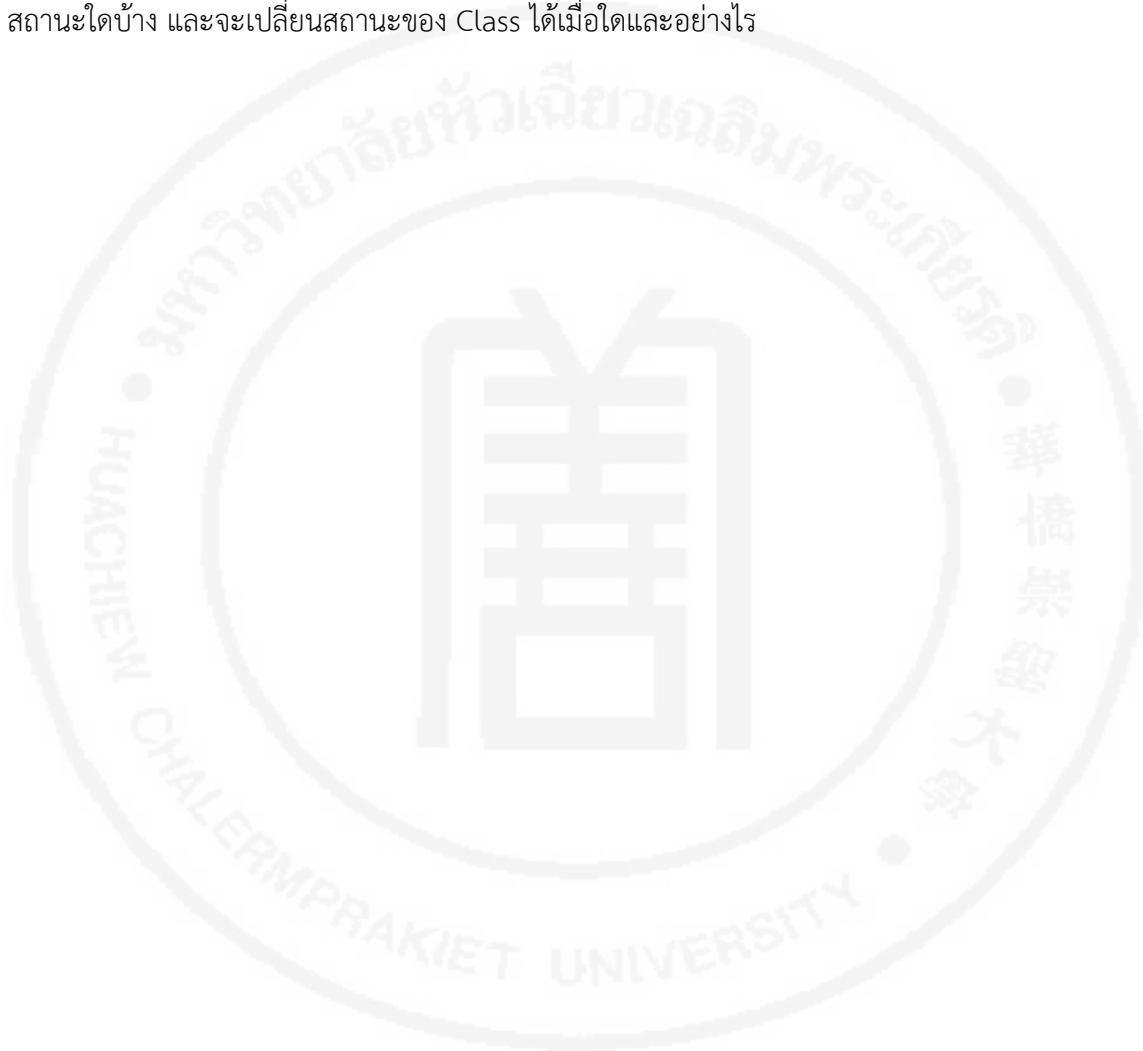 สถานะใดบ้าง และจะเปลี่ยนสถานะของ Class ได้เมื่อใดและอย่างไร
มหาวิทยาลัยหัวเฉียวเฉลิมพระเกียรติ
華僑崇聖大學
HUACHIEW CHALERMPRAKIET UNIVERSITY